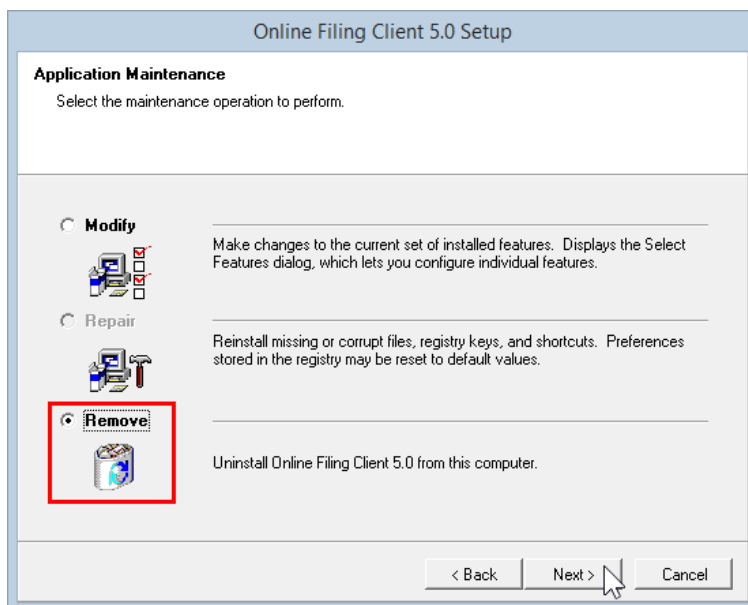 Online Filing Client 5.0 Setup
Application Maintenance
Select the maintenance operation to perform.
Modify
Make changes to the current set of installed features.  Displays the Select
Features dialog, which lets you configure individual features.
Repair
Reinstall missing or corrupt files, registry keys, and shortcuts.  Preferences
stored in the registry may be reset to default values.
Remove
Uninstall Online Filing Client 5.0 from this computer.
< Back
Next >
Cancel